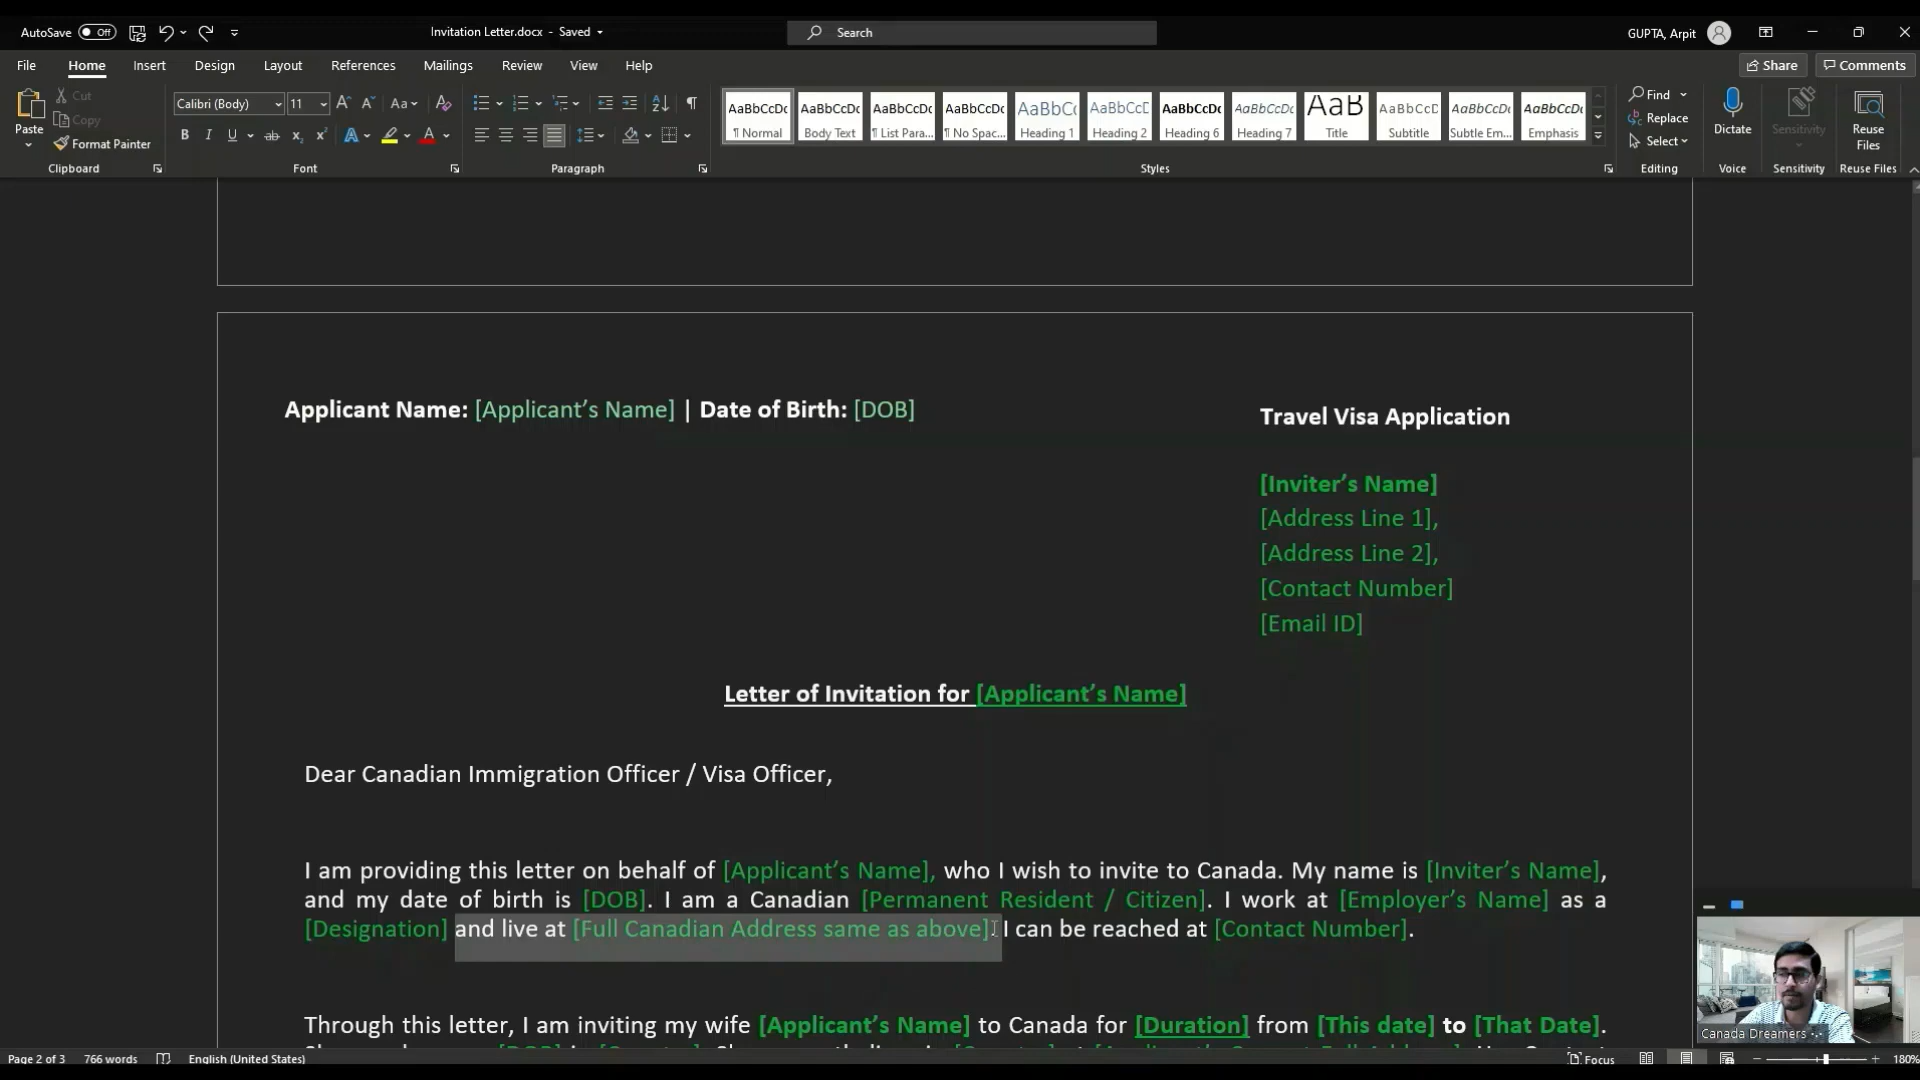 AutoSave Off Invitation Letter.docx - Saved Search GUPTA, Arpit
File Home Insert Design Layout References Mailings Review View Help Share Comments
Paste Cut Copy Format Painter
Calibri (Body) 11 Aa
B I U ab x₂ x² A A
AaBbCcDc AaBbCcDc AaBbCcDc AaBbCcDc AaBbC AaBbCcD AaBbCcDc AaBbCcDc AaB AaBbCcD AaBbCcDc AaBbCcDc
¶ Normal Body Text ¶ List Para... ¶ No Spac... Heading 1 Heading 2 Heading 6 Heading 7 Title Subtitle Subtle Em... Emphasis
Find Replace Select
Dictate Sensitivity Reuse Files
Clipboard Font Paragraph Styles Editing Voice Sensitivity Reuse Files
Applicant Name: [Applicant’s Name] | Date of Birth: [DOB]
Travel Visa Application
[Inviter’s Name]
[Address Line 1],
[Address Line 2],
[Contact Number]
[Email ID]
Letter of Invitation for [Applicant’s Name]
Dear Canadian Immigration Officer / Visa Officer,
I am providing this letter on behalf of [Applicant’s Name], who I wish to invite to Canada. My name is [Inviter’s Name],
and my date of birth is [DOB]. I am a Canadian [Permanent Resident / Citizen]. I work at [Employer’s Name] as a
[Designation] and live at [Full Canadian Address same as above]. I can be reached at [Contact Number].
Through this letter, I am inviting my wife [Applicant’s Name] to Canada for [Duration] from [This date] to [That Date].
Canada Dreamers
Page 2 of 3 766 words English (United States) Focus 180%